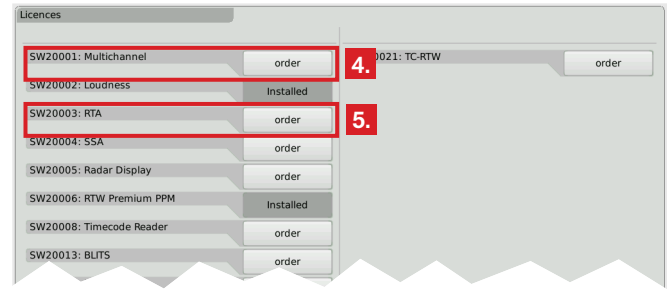 Licences
SW20001: Multichannel
order
4.
0021: TC-RTW
order
SW20002: Loudness
Installed
SW20003: RTA
order
5.
SW20004: SSA
order
SW20005: Radar Display
order
SW20006: RTW Premium PPM
Installed
SW20008: Timecode Reader
order
SW20013: BLITS
order